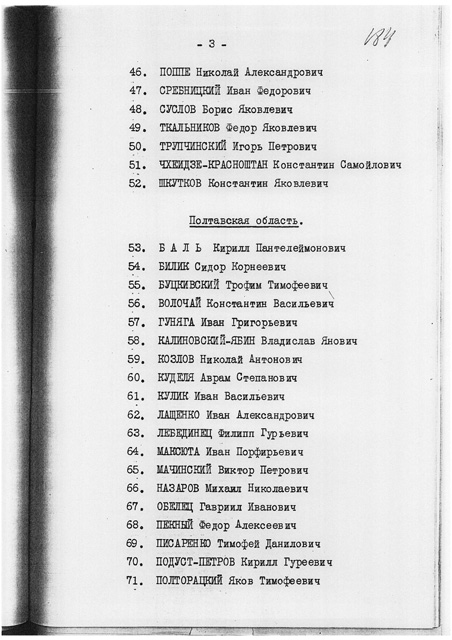 - 3 -
184
46. ПОППЕ Николай Александрович
47. СРЕБНИЦКИЙ Иван Федорович
48. СУСЛОВ Борис Яковлевич
49. ТКАЛЬНИКОВ Федор Яковлевич
50. ТРУПЧИНСКИЙ Игорь Петрович
51. ЧХЕИДЗЕ-КРАСНОШТАН Константин Самойлович
52. ШКУТКОВ Константин Яковлевич
Полтавская область.
53. Б А Л Ь Кирилл Пантелеймонович
54. БИЛИК Сидор Корнеевич
55. БУЦКИВСКИЙ Трофим Тимофеевич
56. ВОЛОЧАЙ Константин Васильевич
57. ГУНЯГА Иван Григорьевич
58. КАЛИНОВСКИЙ-ЯБИН Владислав Янович
59. КОЗЛОВ Николай Антонович
60. КУДЕЛЯ Аврам Степанович
61. КУЛИК Иван Васильевич
62. ЛАЩЕНКО Иван Александрович
63. ЛЕБЕДИНЕЦ Филипп Гурьевич
64. МАКСЮТА Иван Порфирьевич
65. МАЧИНСКИЙ Виктор Петрович
66. НАЗАРОВ Михаил Николаевич
67. ОБЕЛЕЦ Гавриил Иванович
68. ПЕКНЫЙ Федор Алексеевич
69. ПИСАРЕНКО Тимофей Данилович
70. ПОДУСТ-ПЕТРОВ Кирилл Гуреевич
71. ПОЛТОРАЦКИЙ Яков Тимофеевич